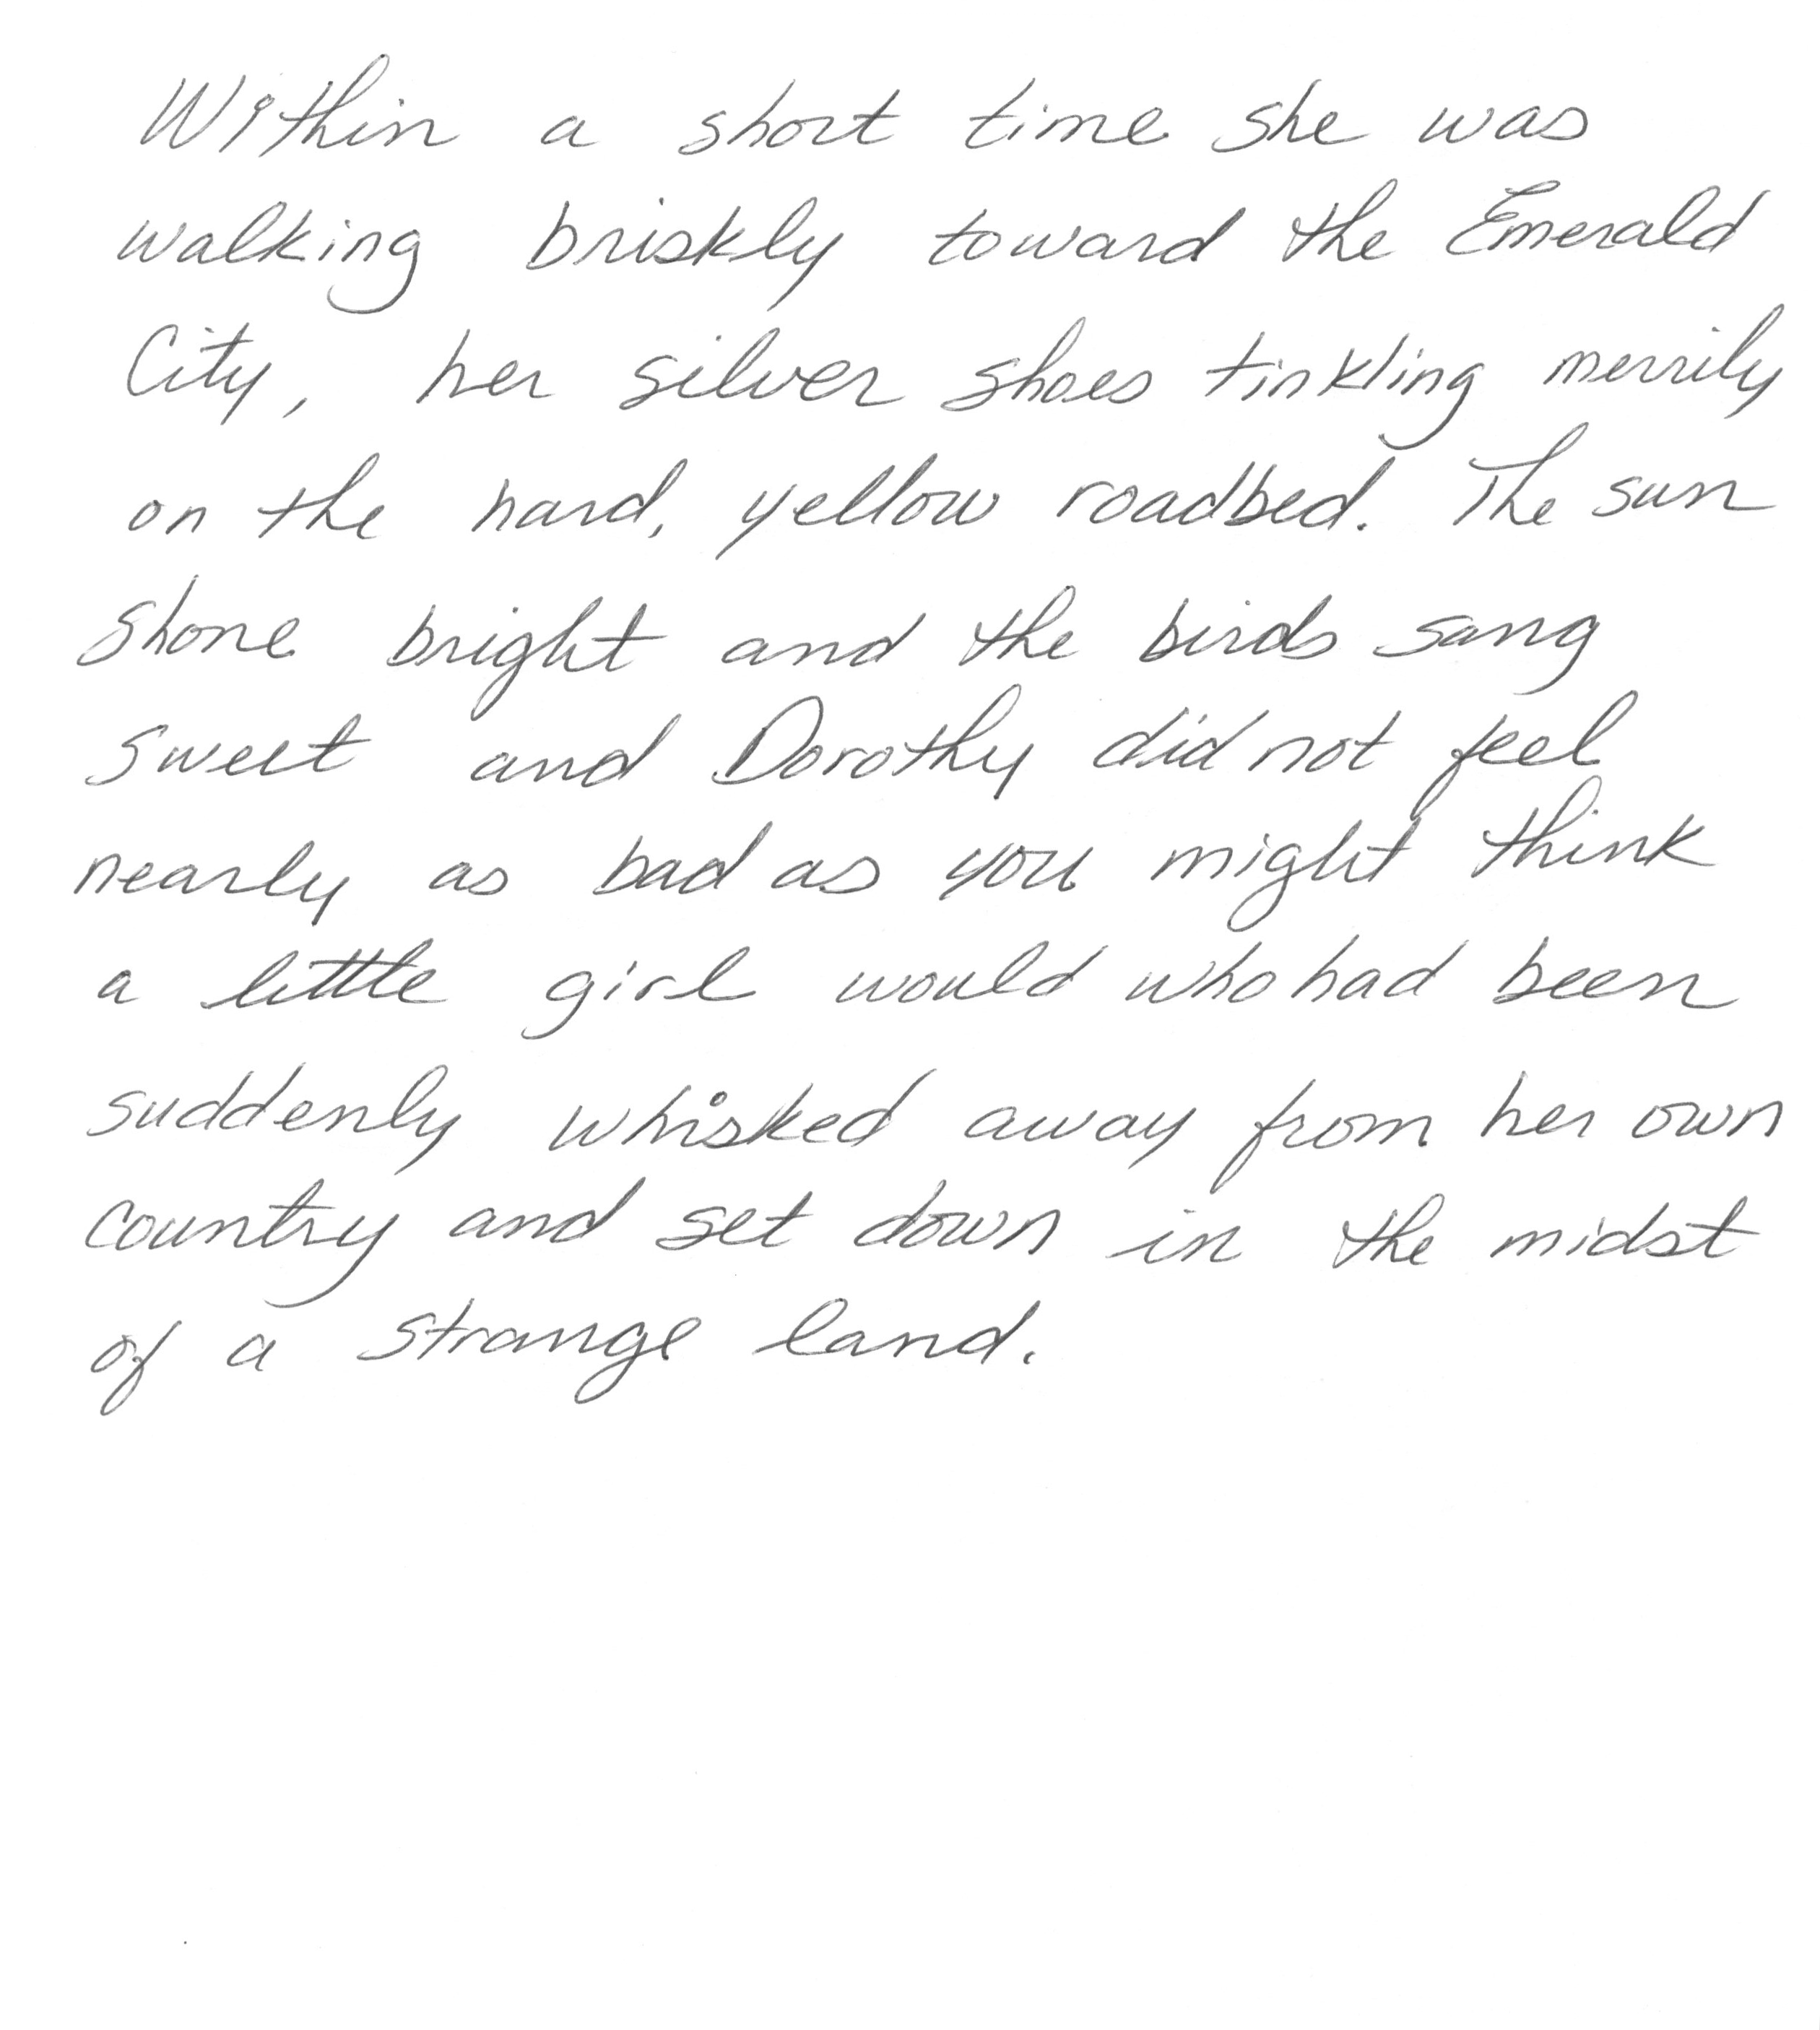 Within a short time she was
walking briskly toward the Emerald
City, her silver shoes tinkling merrily
on the hard, yellow roadbed. The sun
shone bright and the birds sang
sweet and Dorothy did not feel
nearly as bad as you might think
a little girl would who had been
suddenly whisked away from her own
country and set down in the midst
of a strange land.